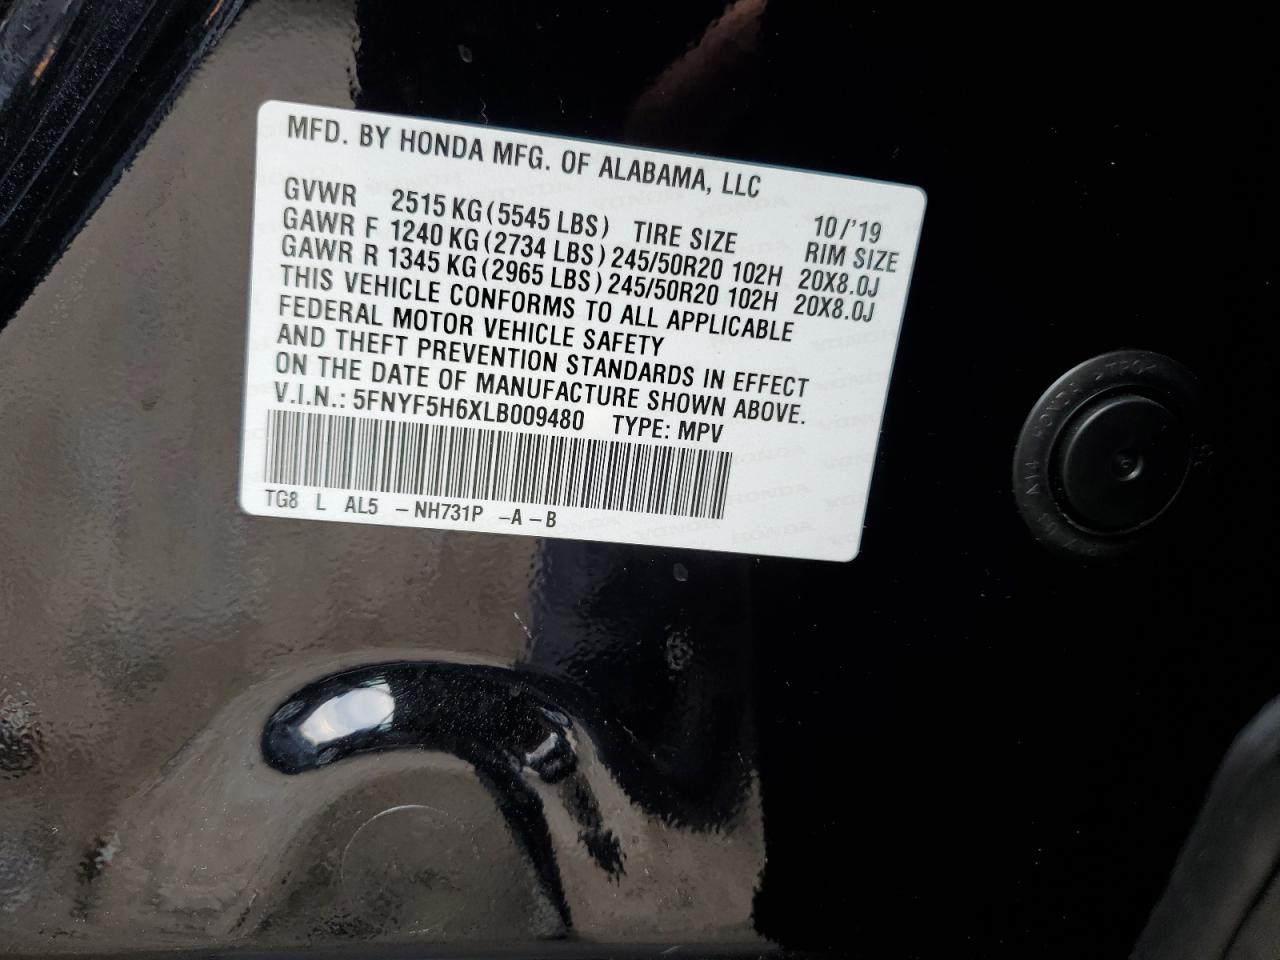 MFD. BY HONDA MFG. OF ALABAMA, LLC
10/'19
GVWR 2515 KG (5545 LBS) TIRE SIZE RIM SIZE
GAWR F 1240 KG (2734 LBS) 245/50R20 102H 20X8.0J
GAWR R 1345 KG (2965 LBS) 245/50R20 102H 20X8.0J
THIS VEHICLE CONFORMS TO ALL APPLICABLE
FEDERAL MOTOR VEHICLE SAFETY
AND THEFT PREVENTION STANDARDS IN EFFECT
ON THE DATE OF MANUFACTURE SHOWN ABOVE.
V.I.N.: 5FNYF5H6XLB009480 TYPE: MPV
TG8 L AL5 -NH731P -A-B